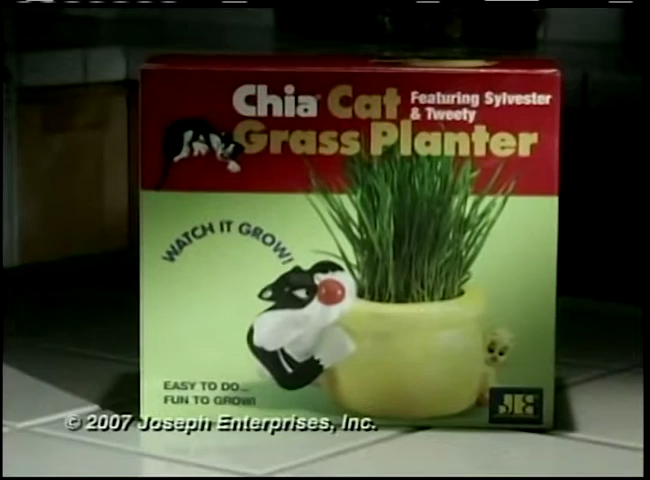 Chia Cat Featuring Sylvester
& Tweety
Grass Planter
WATCH IT GROW!
EASY TO DO...
FUN TO GROW!
JE
© 2007 Joseph Enterprises, Inc.